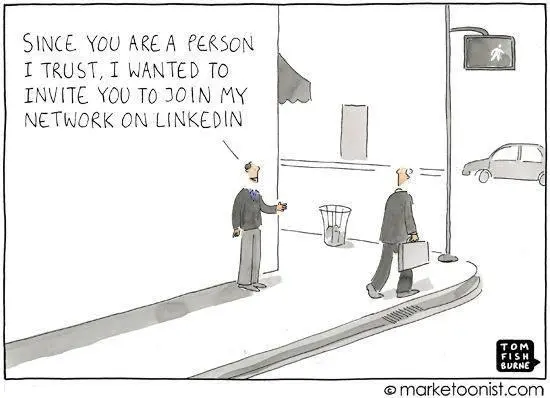 SINCE YOU ARE A PERSON
I TRUST, I WANTED TO
INVITE YOU TO JOIN MY
NETWORK ON LINKEDIN
TOM
FISH
BURNE
© marketoonist.com